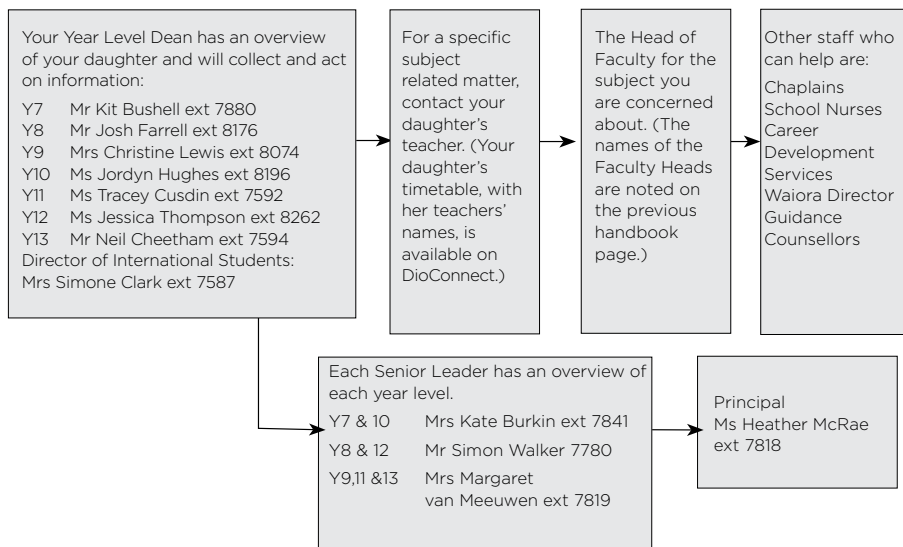 Your Year Level Dean has an overview
of your daughter and will collect and act
on information:
Y7 Mr Kit Bushell ext 7880
Y8 Mr Josh Farrell ext 8176
Y9 Mrs Christine Lewis ext 8074
Y10 Ms Jordyn Hughes ext 8196
Y11 Ms Tracey Cusdin ext 7592
Y12 Ms Jessica Thompson ext 8262
Y13 Mr Neil Cheetham ext 7594
Director of International Students:
Mrs Simone Clark ext 7587
For a specific
subject
related matter,
contact your
daughter's
teacher. (Your
daughter's
timetable, with
her teachers'
names, is
available on
DioConnect.)
The Head of
Faculty for the
subject you
are concerned
about. (The
names of the
Faculty Heads
are noted on
the previous
handbook
page.)
Other staff who
can help are:
Chaplains
School Nurses
Career
Development
Services
Waiora Director
Guidance
Counsellors
Each Senior Leader has an overview of
each year level.
Y7 & 10 Mrs Kate Burkin ext 7841
Y8 & 12 Mr Simon Walker 7780
Y9,11 &13 Mrs Margaret
van Meeuwen ext 7819
Principal
Ms Heather McRae
ext 7818